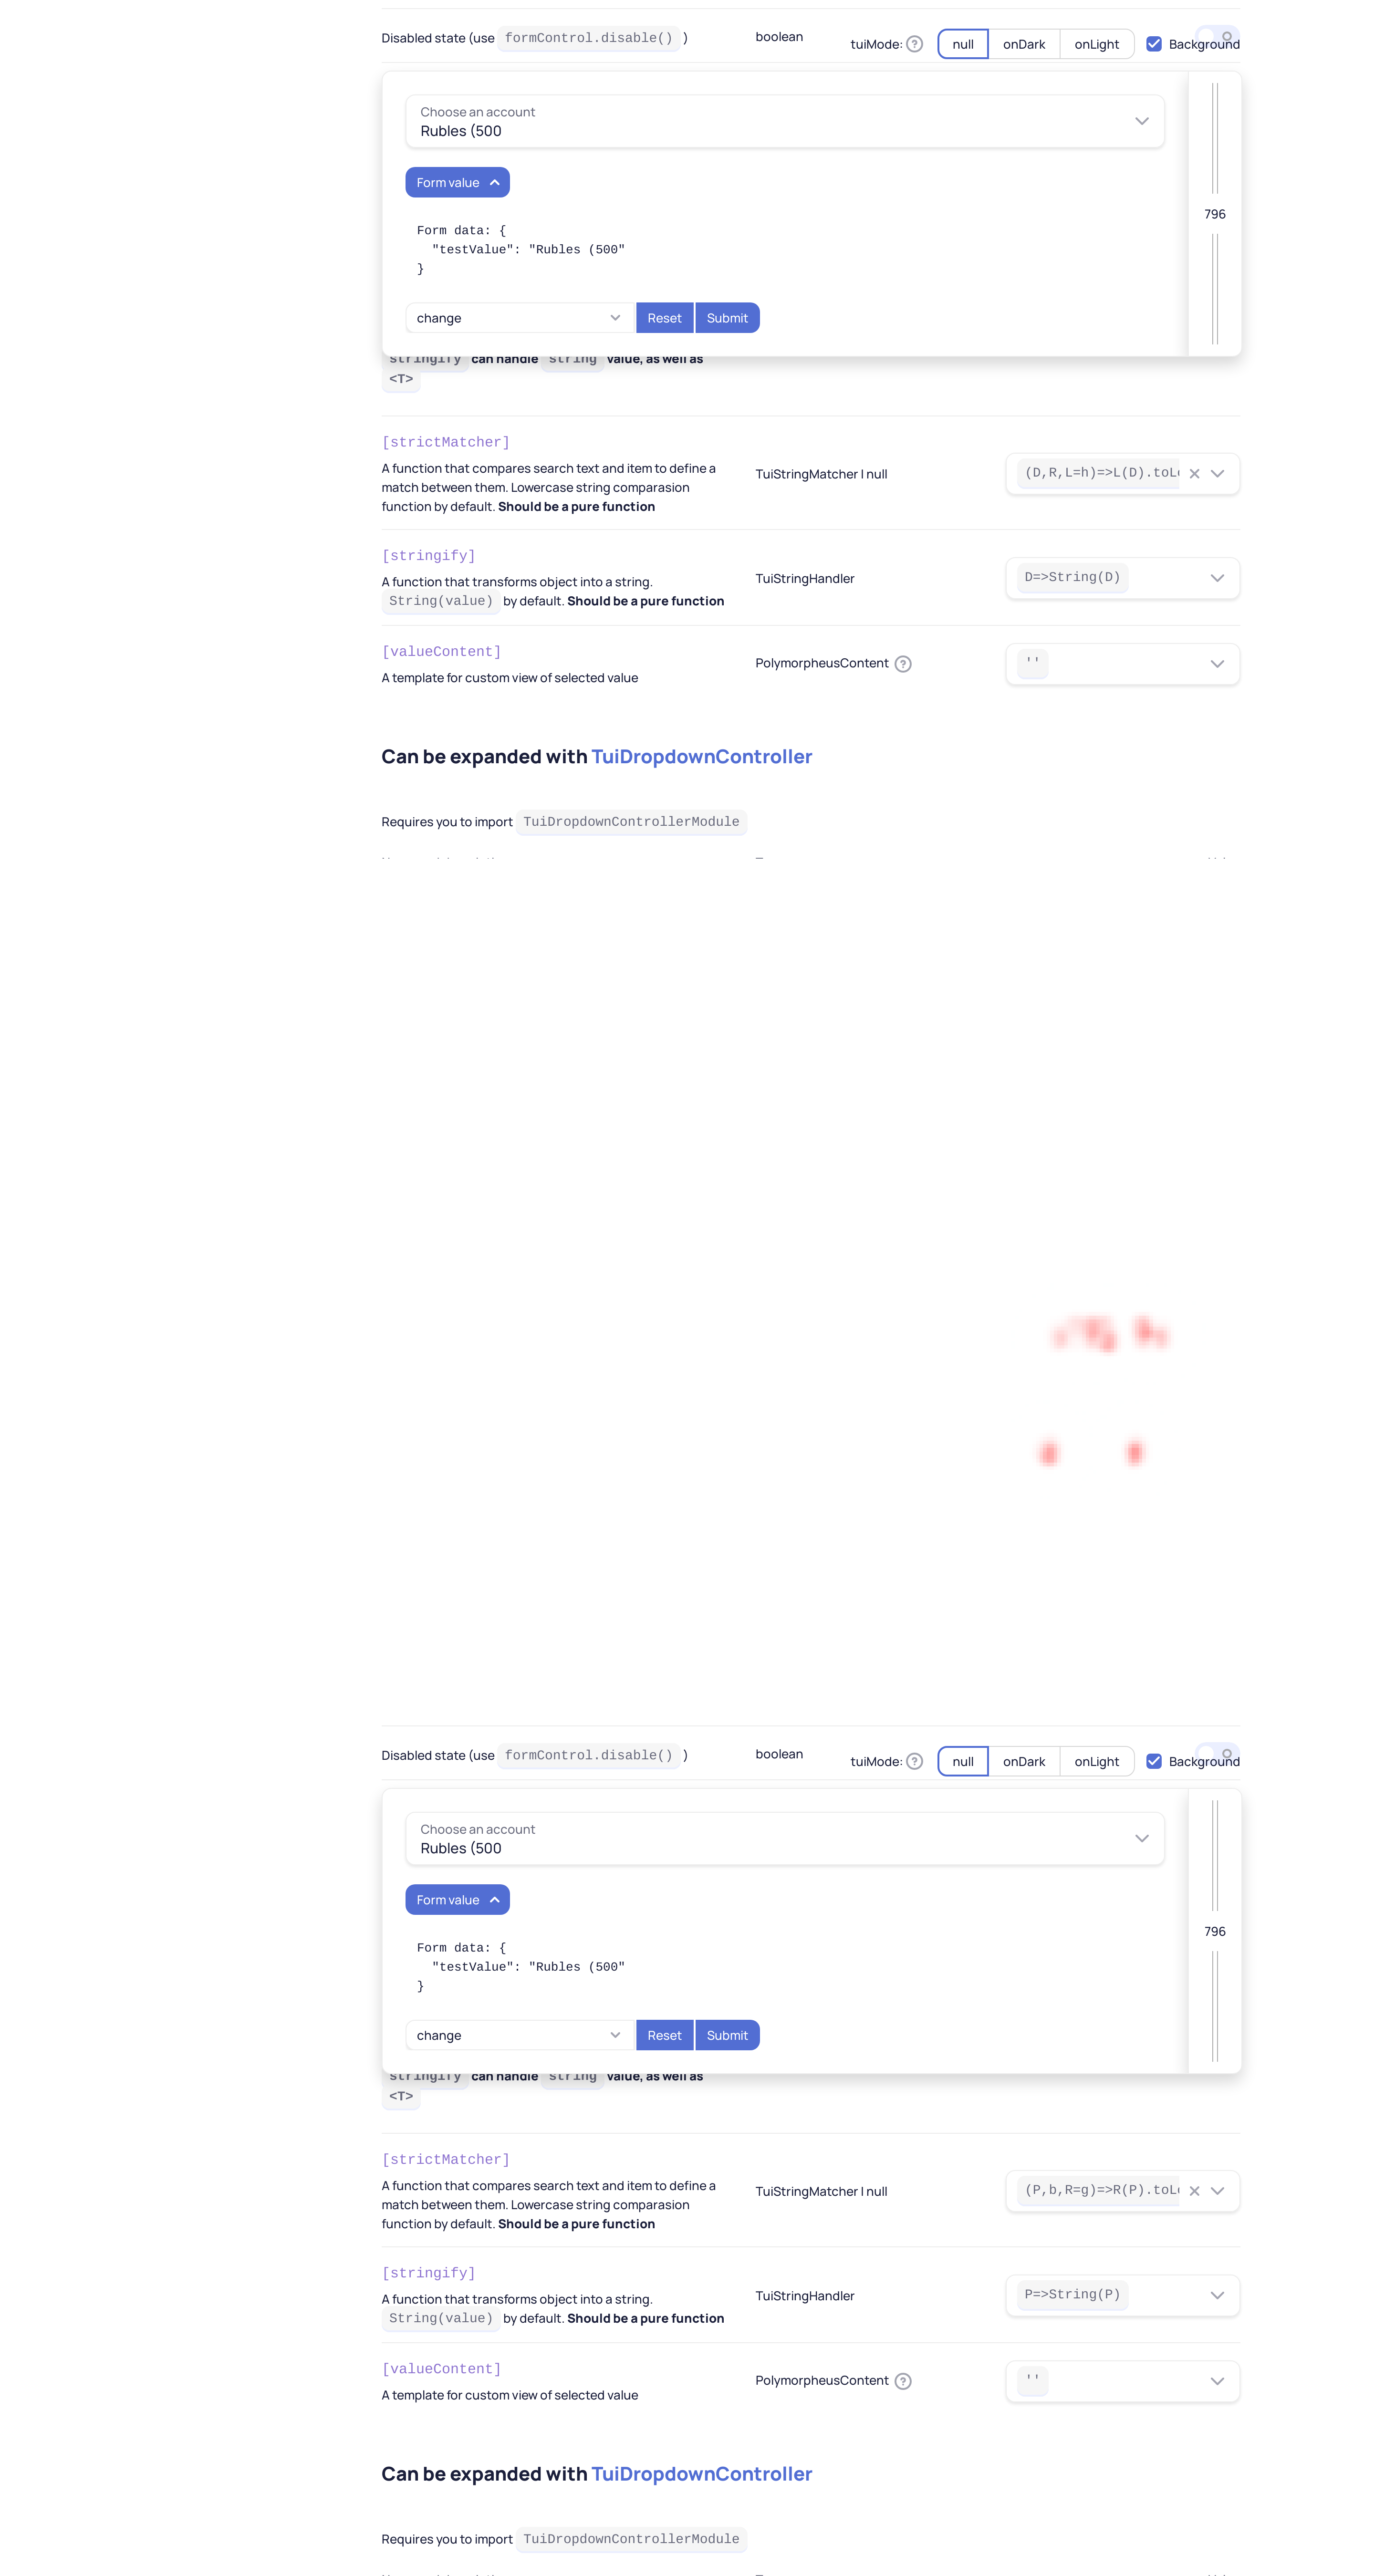 Disabled state (use formControl.disable() ) boolean tuiMode: ? null onDark onLight Background
Choose an account
Rubles (500
Form value
796
Form data: {
"testValue": "Rubles (500"
}
change Reset Submit
stringify can handle string value, as well as
<T>
[strictMatcher]
A function that compares search text and item to define a
match between them. Lowercase string comparasion
function by default. Should be a pure function
TuiStringMatcher | null
(D,R,L=h)=>L(D).toLo
[stringify]
A function that transforms object into a string.
String(value) by default. Should be a pure function
TuiStringHandler
D=>String(D)
[valueContent]
A template for custom view of selected value
PolymorpheusContent ?
''
Can be expanded with TuiDropdownController
Requires you to import TuiDropdownControllerModule
Disabled state (use formControl.disable() ) boolean tuiMode: ? null onDark onLight Background
Choose an account
Rubles (500
Form value
796
Form data: {
"testValue": "Rubles (500"
}
change Reset Submit
stringify can handle string value, as well as
<T>
[strictMatcher]
A function that compares search text and item to define a
match between them. Lowercase string comparasion
function by default. Should be a pure function
TuiStringMatcher | null
(P,b,R=g)=>R(P).toLo
[stringify]
A function that transforms object into a string.
String(value) by default. Should be a pure function
TuiStringHandler
P=>String(P)
[valueContent]
A template for custom view of selected value
PolymorpheusContent ?
''
Can be expanded with TuiDropdownController
Requires you to import TuiDropdownControllerModule